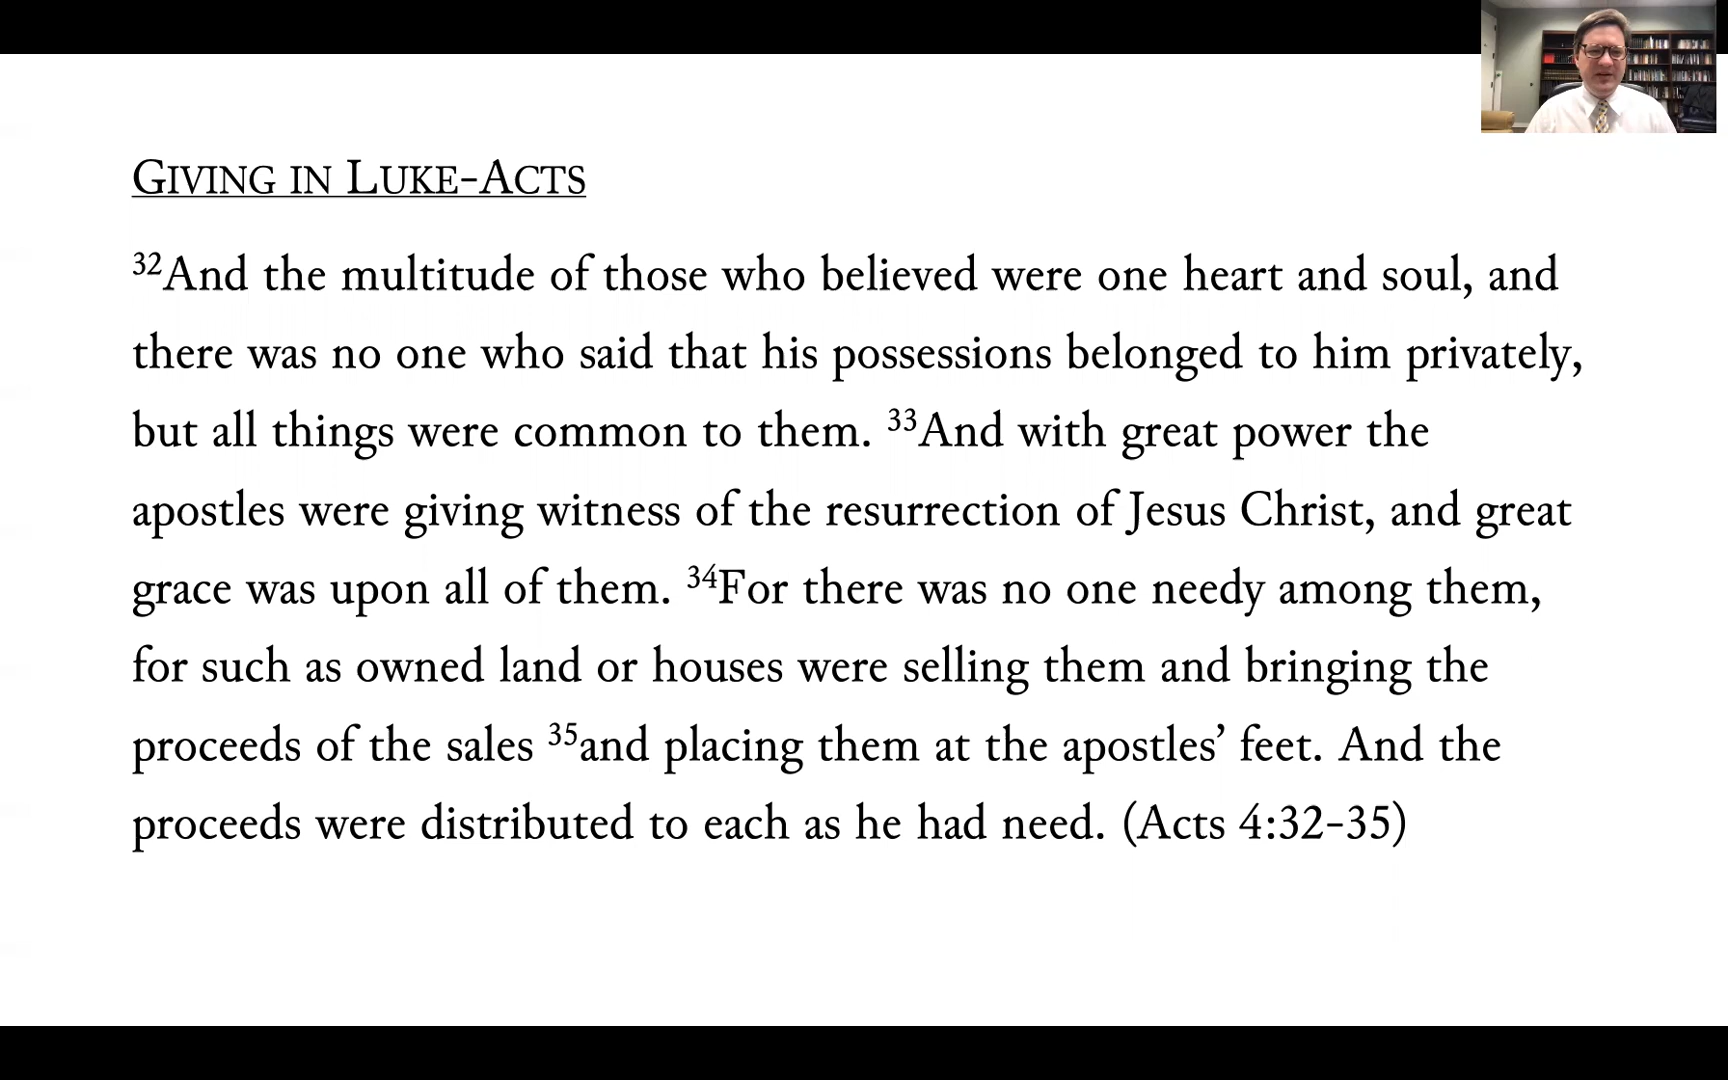 GIVING IN LUKE-ACTS
³²And the multitude of those who believed were one heart and soul, and
there was no one who said that his possessions belonged to him privately,
but all things were common to them. ³³And with great power the
apostles were giving witness of the resurrection of Jesus Christ, and great
grace was upon all of them. ³⁴For there was no one needy among them,
for such as owned land or houses were selling them and bringing the
proceeds of the sales ³⁵and placing them at the apostles’ feet. And the
proceeds were distributed to each as he had need. (Acts 4:32-35)